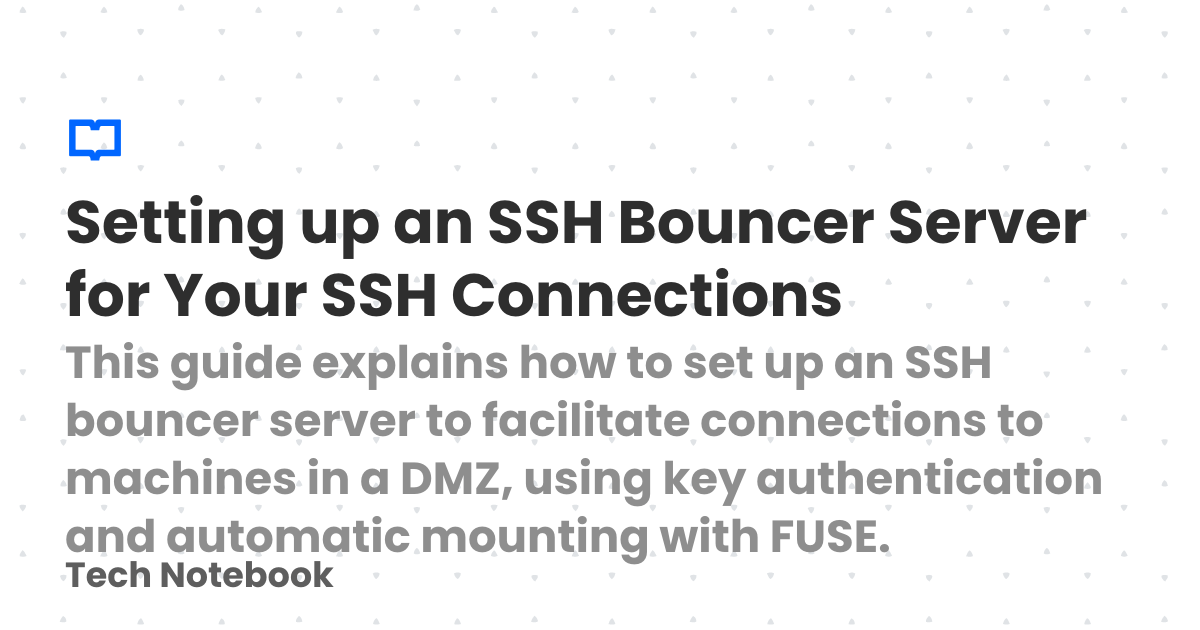 Setting up an SSH Bouncer Server
for Your SSH Connections
This guide explains how to set up an SSH
bouncer server to facilitate connections to
machines in a DMZ, using key authentication
and automatic mounting with FUSE.
Tech Notebook